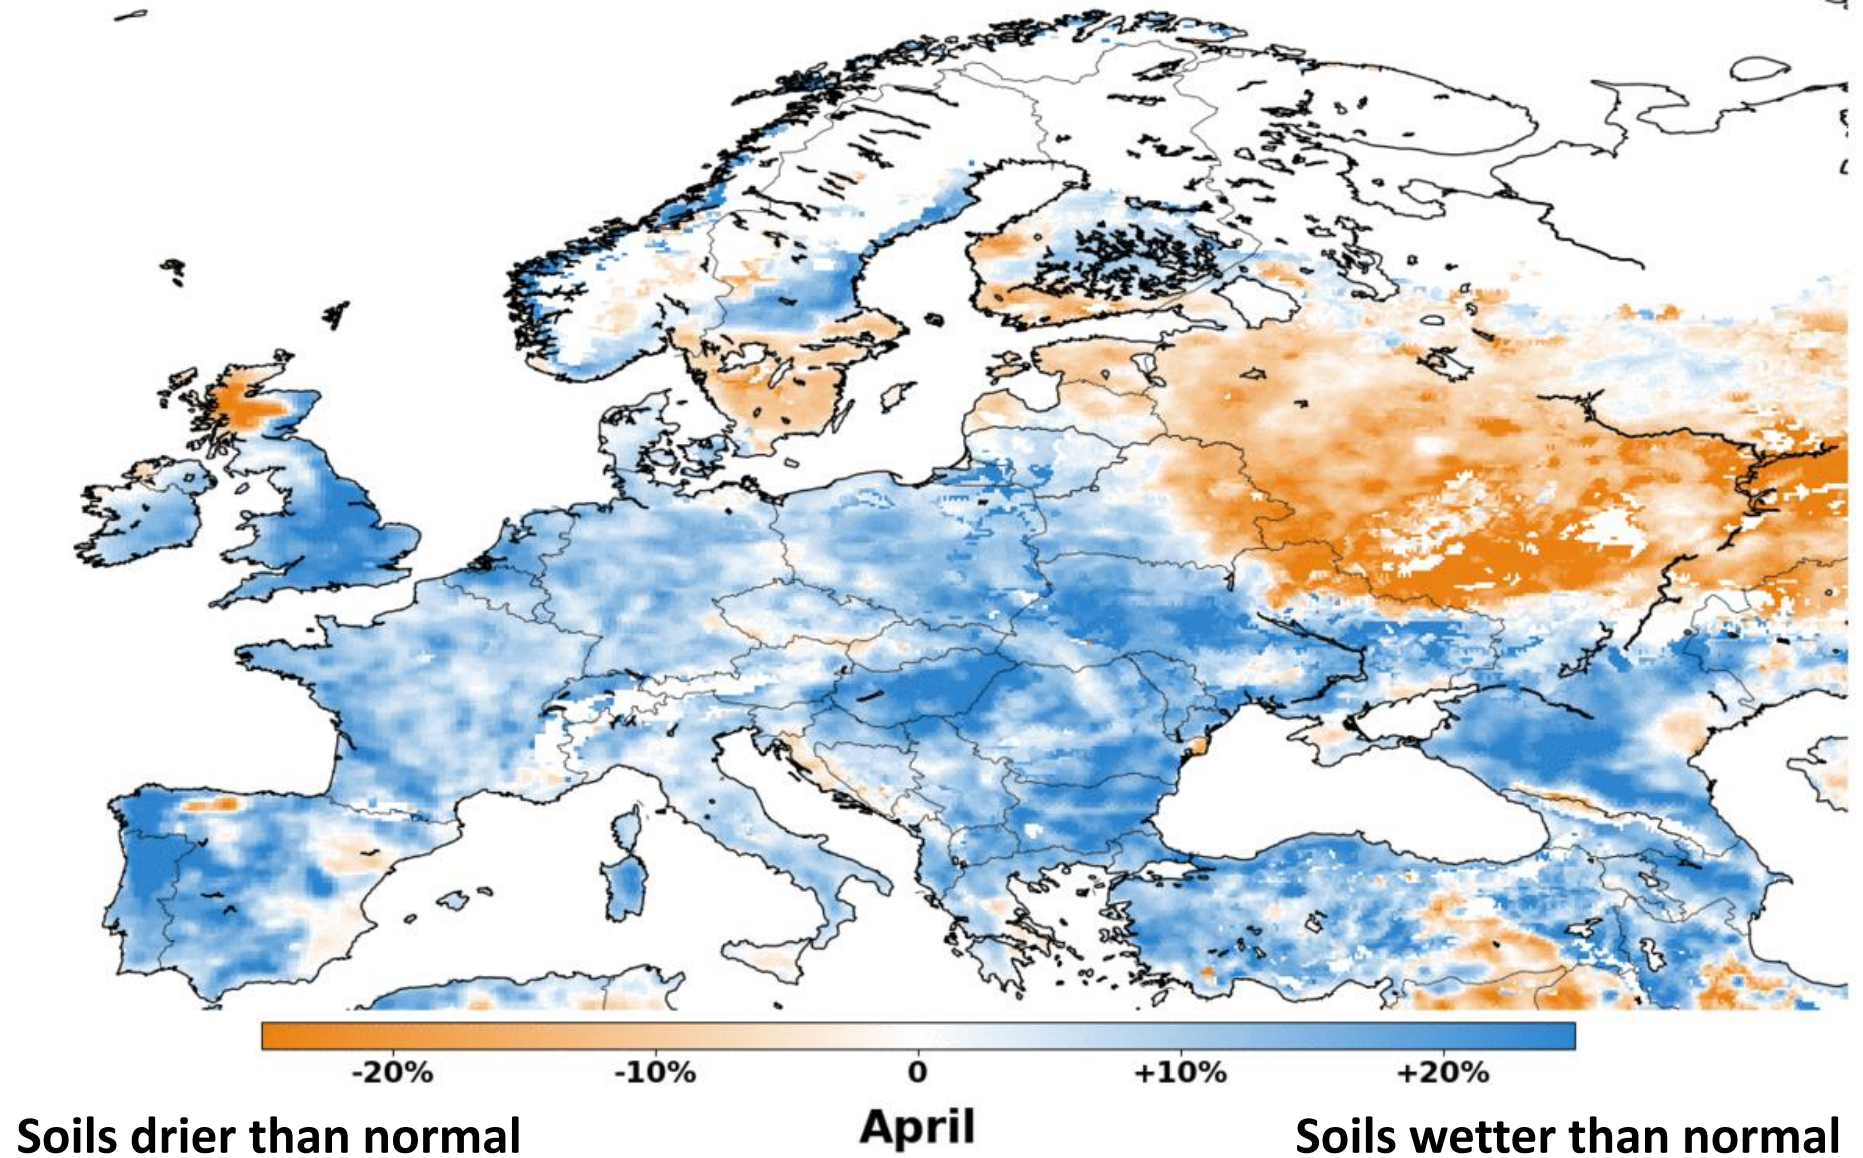 -20% -10% 0 +10% +20%
Soils drier than normal April Soils wetter than normal